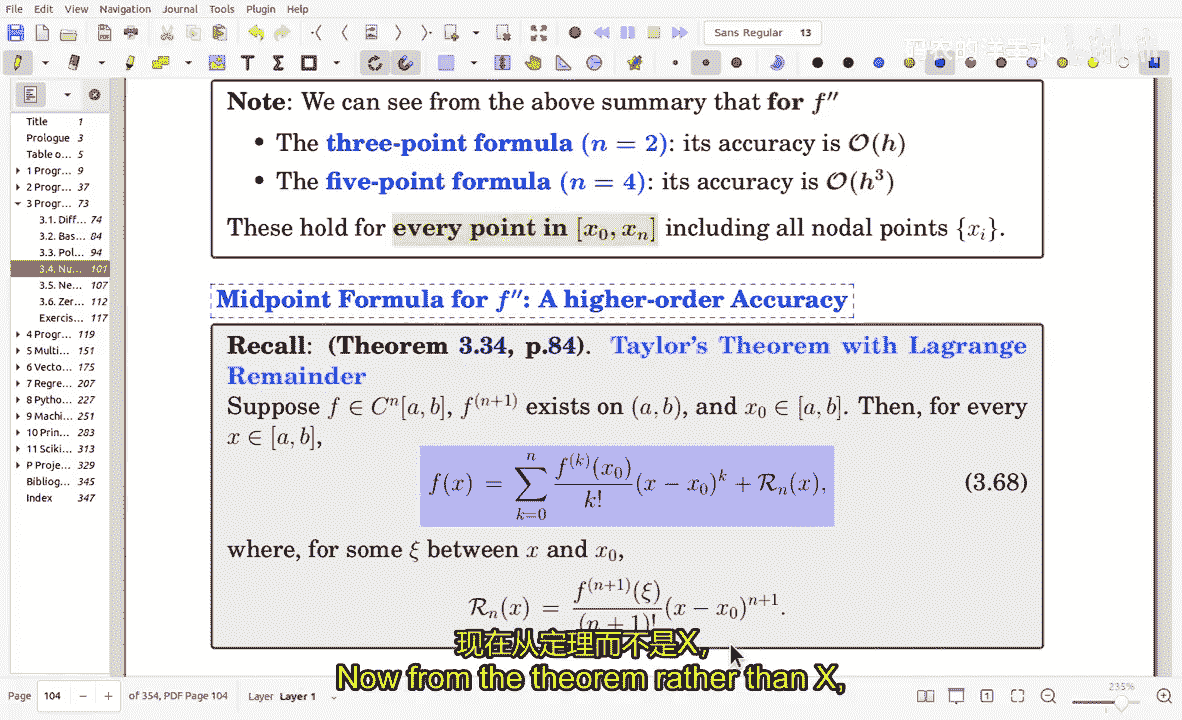 File Edit View Navigation Journal Tools Plugin Help
Sans Regular 13
Title 1
Prologue 3
Table o... 5
1 Progr... 9
2 Progr... 37
3 Progr... 73
3.1. Diff... 74
3.2. Bas... 84
3.3. Pol... 94
3.4. Nu... 101
3.5. Ne... 107
3.6. Zer... 112
Exercis... 117
4 Progr... 119
5 Multi... 151
6 Vecto... 175
7 Regre... 207
8 Pytho... 227
9 Machi... 251
10 Prin... 283
11 Sciki... 313
P Proje... 329
Bibliog... 345
Index 347
Note: We can see from the above summary that for f″
• The three-point formula (n = 2): its accuracy is 𝒪(h)
• The five-point formula (n = 4): its accuracy is 𝒪(h³)
These hold for every point in [x₀, xₙ] including all nodal points {xᵢ}.
Midpoint Formula for f″: A higher-order Accuracy
Recall: (Theorem 3.34, p.84). Taylor's Theorem with Lagrange
Remainder
Suppose f ∈ Cⁿ[a, b], f⁽ⁿ⁺¹⁾ exists on (a, b), and x₀ ∈ [a, b]. Then, for every
x ∈ [a, b],
f(x) = ∑_{k=0}^{n} f⁽ᵏ⁾(x₀)/k! (x − x₀)ᵏ + ℛₙ(x), (3.68)
where, for some ξ between x and x₀,
ℛₙ(x) = f⁽ⁿ⁺¹⁾(ξ)/(n + 1)! (x − x₀)ⁿ⁺¹.
现在从定理而不是X,
Now from the theorem rather than X,
Page 104 − + of 354, PDF Page 104 Layer Layer 1 235%